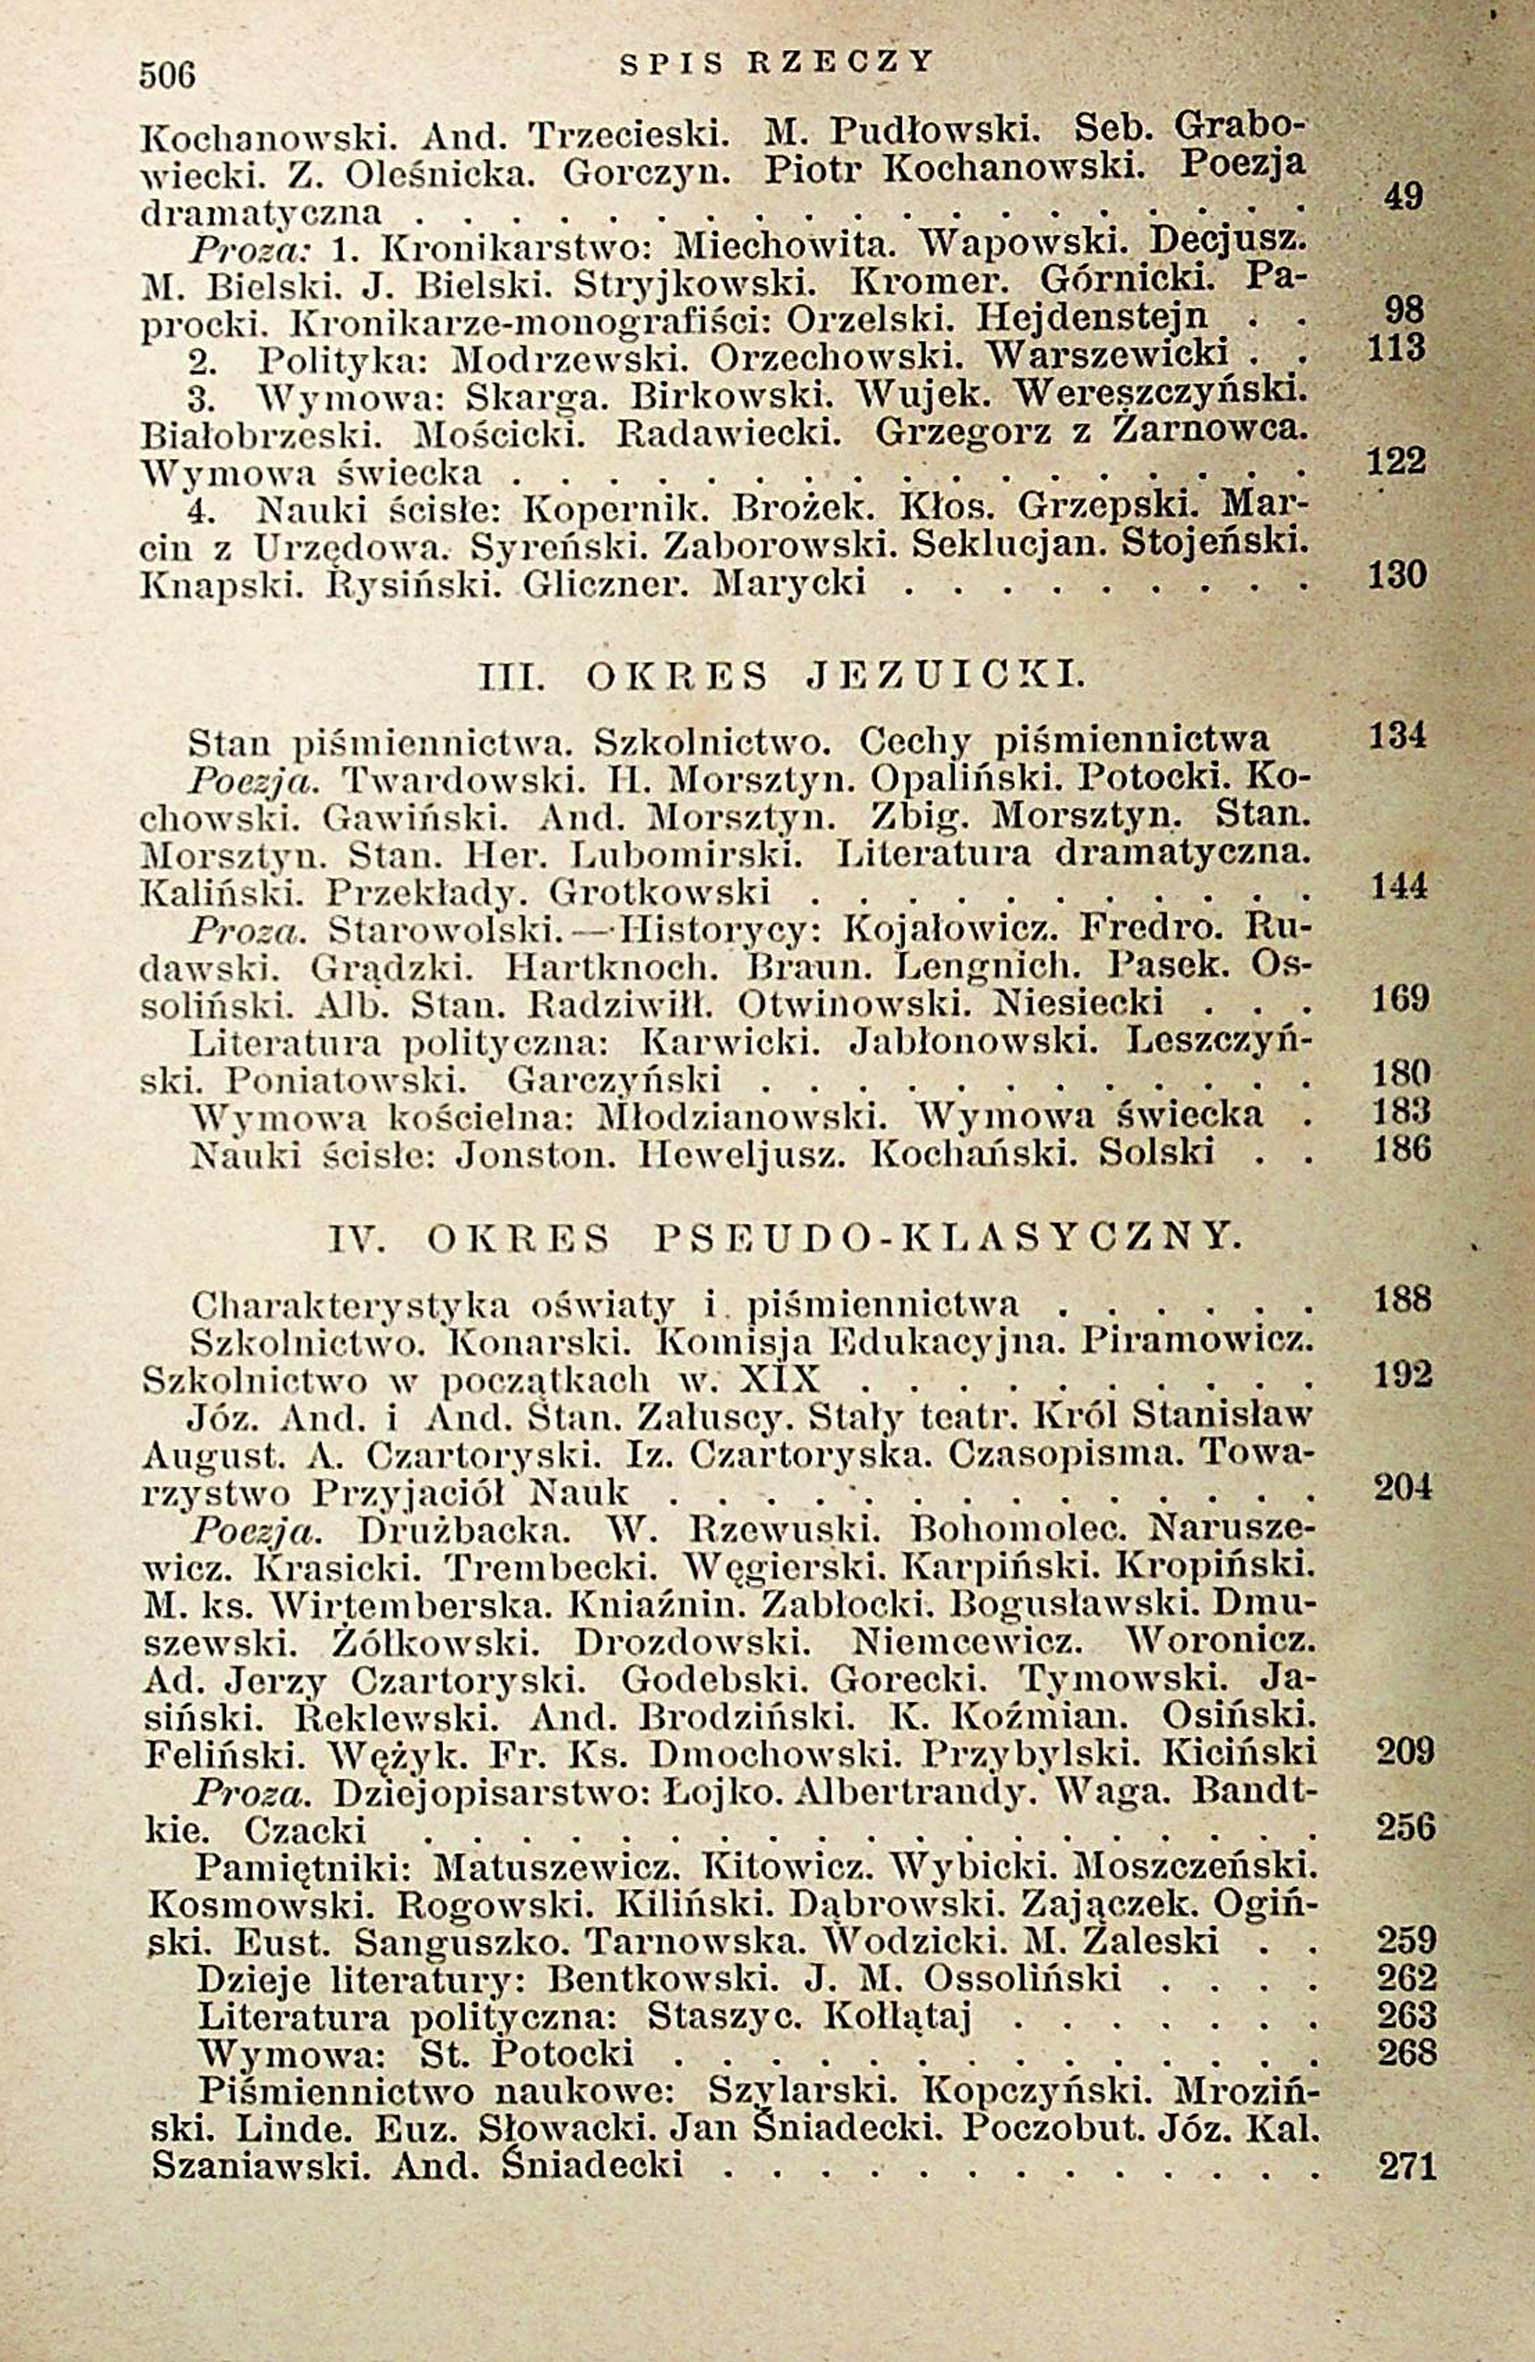 506
SPIS RZECZY
Kochanowski. And. Trzecieski. M. Pudłowski. Seb. Grabo-
wiecki. Z. Oleśnicka. Gorczyn. Piotr Kochanowski. Poezja
dramatyczna . . . . . . . . . . . . . . . . . . . 49
Proza: 1. Kronikarstwo: Miechowita. Wapowski. Decjusz.
M. Bielski. J. Bielski. Stryjkowski. Kromer. Górnicki. Pa-
procki. Kronikarze-monografiści: Orzelski. Hejdenstejn . . 98
2. Polityka: Modrzewski. Orzechowski. Warszewicki . . 113
3. Wymowa: Skarga. Birkowski. Wujek. Wereszczyński.
Białobrzeski. Mościcki. Radawiecki. Grzegorz z Żarnowca.
Wymowa świecka . . . . . . . . . . . . . . . . . 122
4. Nauki ścisłe: Kopernik. Brożek. Kłos. Grzepski. Mar-
cin z Urzędowa. Syreński. Zaborowski. Seklucjan. Stojeński.
Knapski. Rysiński. Gliczner. Marycki . . . . . . . . . 130
III. OKRES JEZUICKI.
Stan piśmiennictwa. Szkolnictwo. Cechy piśmiennictwa 134
Poezja. Twardowski. H. Morsztyn. Opaliński. Potocki. Ko-
chowski. Gawiński. And. Morsztyn. Zbig. Morsztyn. Stan.
Morsztyn. Stan. Her. Lubomirski. Literatura dramatyczna.
Kaliński. Przekłady. Grotkowski . . . . . . . . . . . 144
Proza. Starowolski. — Historycy: Kojałowicz. Fredro. Ru-
dawski. Grądzki. Hartknoch. Braun. Lengnich. Pasek. Os-
soliński. Alb. Stan. Radziwiłł. Otwinowski. Niesiecki . . . 169
Literatura polityczna: Karwicki. Jabłonowski. Leszczyń-
ski. Poniatowski. Garczyński . . . . . . . . . . . . 180
Wymowa kościelna: Młodzianowski. Wymowa świecka . 183
Nauki ścisłe: Jonston. Heweljusz. Kochański. Solski . . 186
IV. OKRES PSEUDO-KLASYCZNY.
Charakterystyka oświaty i piśmiennictwa . . . . . . 188
Szkolnictwo. Konarski. Komisja Edukacyjna. Piramowicz.
Szkolnictwo w początkach w. XIX . . . . . . . . . . 192
Józ. And. i And. Stan. Załuscy. Stały teatr. Król Stanisław
August. A. Czartoryski. Iz. Czartoryska. Czasopisma. Towa-
rzystwo Przyjaciół Nauk . . . . . . . . . . . . . . 204
Poezja. Drużbacka. W. Rzewuski. Bohomolec. Narusze-
wicz. Krasicki. Trembecki. Węgierski. Karpiński. Kropiński.
M. ks. Wirtemberska. Kniaźnin. Zabłocki. Bogusławski. Dmu-
szewski. Żółkowski. Drozdowski. Niemcewicz. Woronicz.
Ad. Jerzy Czartoryski. Godebski. Gorecki. Tymowski. Ja-
siński. Reklewski. And. Brodziński. K. Koźmian. Osiński.
Feliński. Wężyk. Fr. Ks. Dmochowski. Przybylski. Kiciński 209
Proza. Dziejopisarstwo: Łojko. Albertrandy. Waga. Bandt-
kie. Czacki . . . . . . . . . . . . . . . . . . . 256
Pamiętniki: Matuszewicz. Kitowicz. Wybicki. Moszczeński.
Kosmowski. Rogowski. Kiliński. Dąbrowski. Zajączek. Ogiń-
ski. Eust. Sanguszko. Tarnowska. Wodzicki. M. Zaleski . . 259
Dzieje literatury: Bentkowski. J. M. Ossoliński . . . . 262
Literatura polityczna: Staszyc. Kołłątaj . . . . . . . 263
Wymowa: St. Potocki . . . . . . . . . . . . . . 268
Piśmiennictwo naukowe: Szylarski. Kopczyński. Mroziń-
ski. Linde. Euz. Słowacki. Jan Śniadecki. Poczobut. Józ. Kal.
Szaniawski. And. Śniadecki . . . . . . . . . . . . . 271